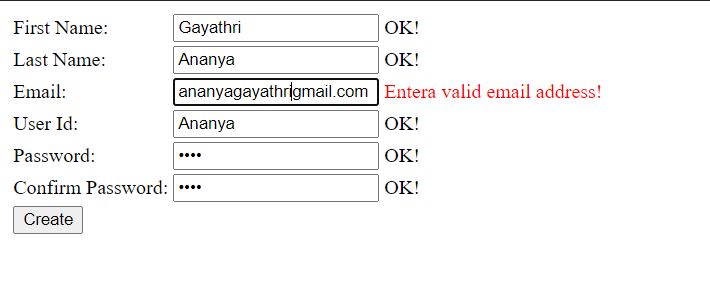 First Name: Gayathri OK!
Last Name: Ananya OK!
Email: ananyagayathrigmail.com Entera valid email address!
User Id: Ananya OK!
Password: •••• OK!
Confirm Password: •••• OK!
Create